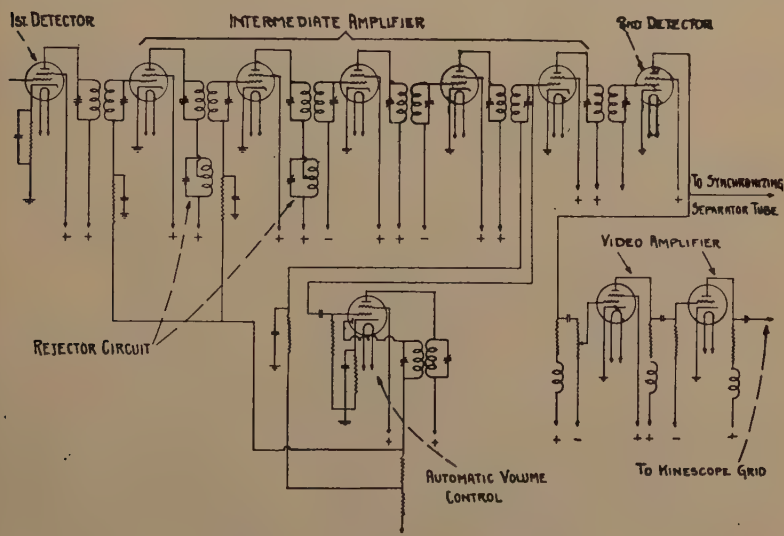 1ST. DETECTOR
INTERMEDIATE AMPLIFIER
2ND DETECTOR
+ + + + + - + + - + + + + +
TO SYNCHRONIZING
SEPARATOR TUBE
VIDEO AMPLIFIER
REJECTOR CIRCUIT
+ + + - + + - +
AUTOMATIC VOLUME
CONTROL
TO KINESCOPE GRID